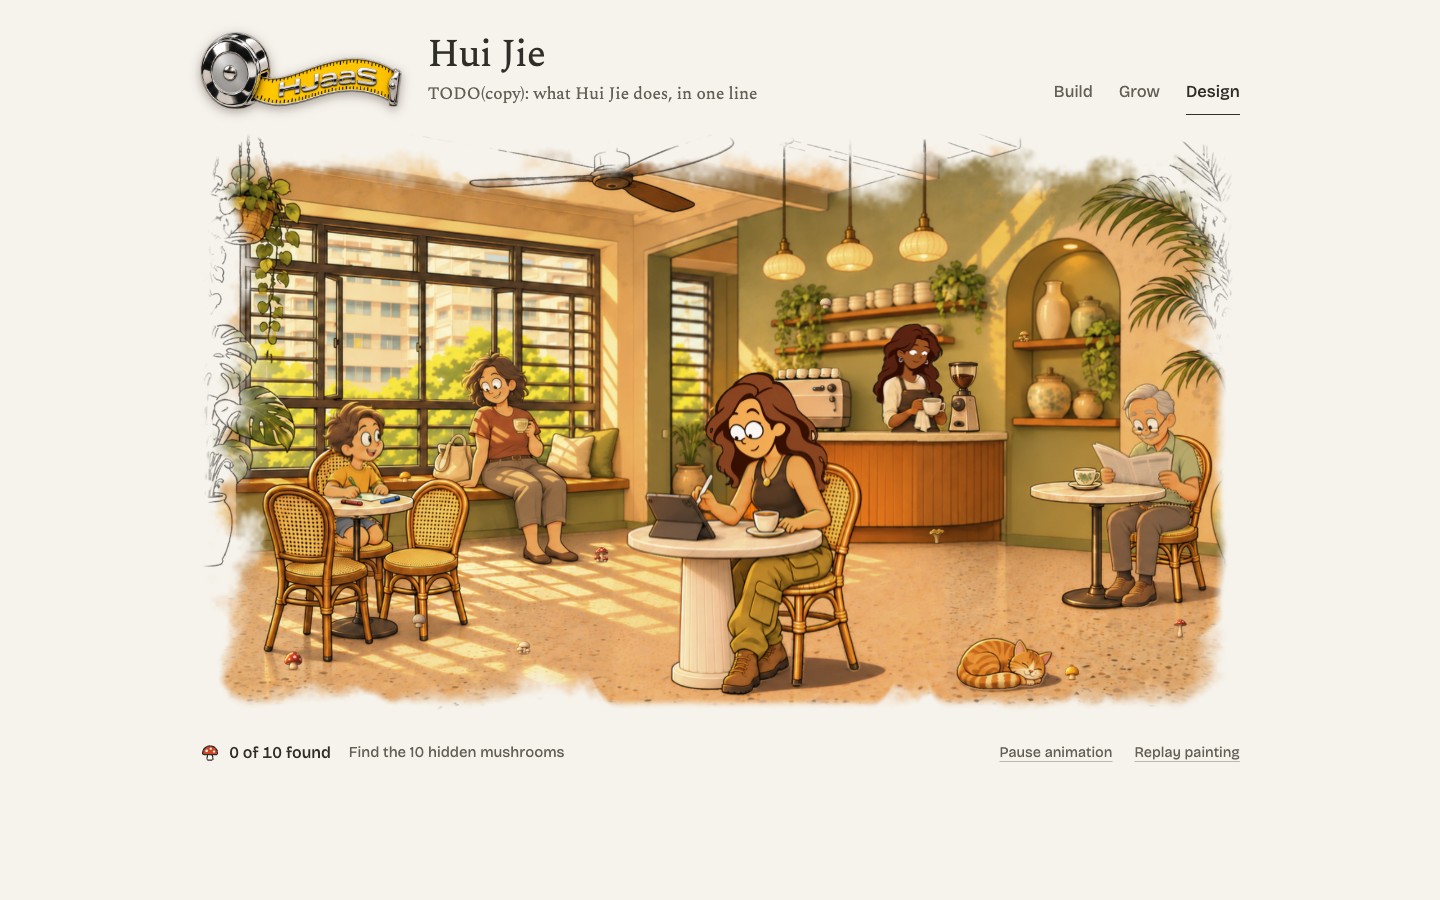 HJaaS
Hui Jie
TODO(copy): what Hui Jie does, in one line
Build
Grow
Design
0 of 10 found
Find the 10 hidden mushrooms
Pause animation
Replay painting